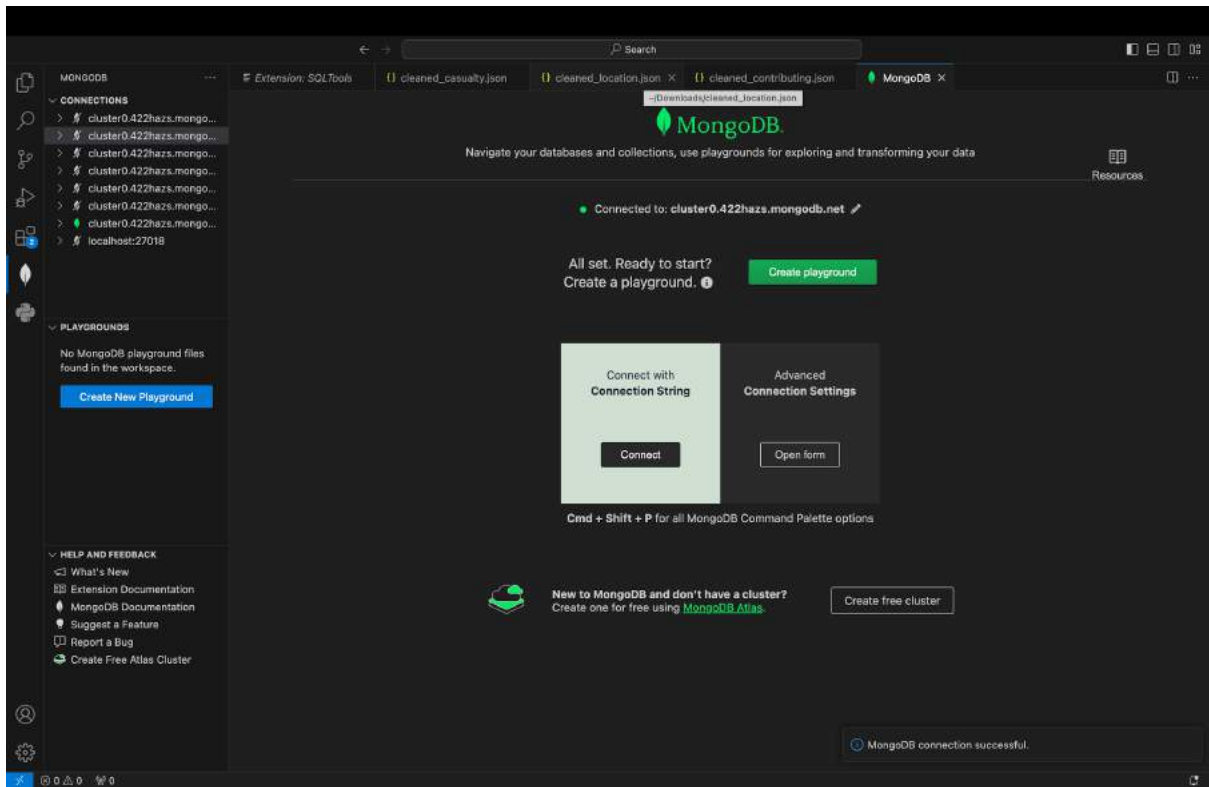 Search
MONGODB
Extension: SQLTools
{} cleaned_casualty.json
{} cleaned_location.json
{} cleaned_contributing.json
MongoDB
~/Downloads/cleaned_location.json
CONNECTIONS
cluster0.422hazs.mongo...
cluster0.422hazs.mongo...
cluster0.422hazs.mongo...
cluster0.422hazs.mongo...
cluster0.422hazs.mongo...
cluster0.422hazs.mongo...
cluster0.422hazs.mongo...
localhost:27018
PLAYGROUNDS
No MongoDB playground files
found in the workspace.
Create New Playground
HELP AND FEEDBACK
What's New
Extension Documentation
MongoDB Documentation
Suggest a Feature
Report a Bug
Create Free Atlas Cluster
MongoDB.
Navigate your databases and collections, use playgrounds for exploring and transforming your data
Resources
Connected to: cluster0.422hazs.mongodb.net
All set. Ready to start?
Create a playground.
Create playground
Connect with
Connection String
Connect
Advanced
Connection Settings
Open form
Cmd + Shift + P for all MongoDB Command Palette options
New to MongoDB and don't have a cluster?
Create one for free using MongoDB Atlas.
Create free cluster
MongoDB connection successful.
0 0 0